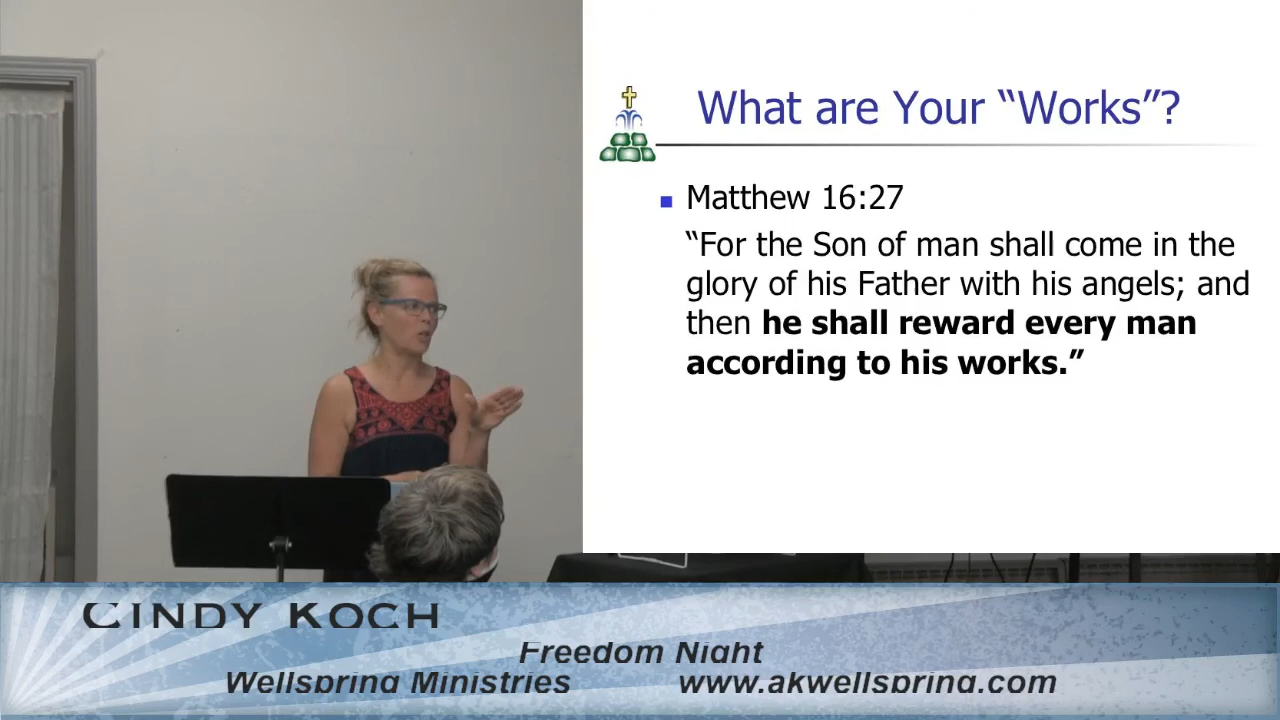 What are Your “Works”?
Matthew 16:27
“For the Son of man shall come in the
glory of his Father with his angels; and
then he shall reward every man
according to his works.”
CINDY KOCH
Freedom Night
Wellspring Ministries www.akwellspring.com